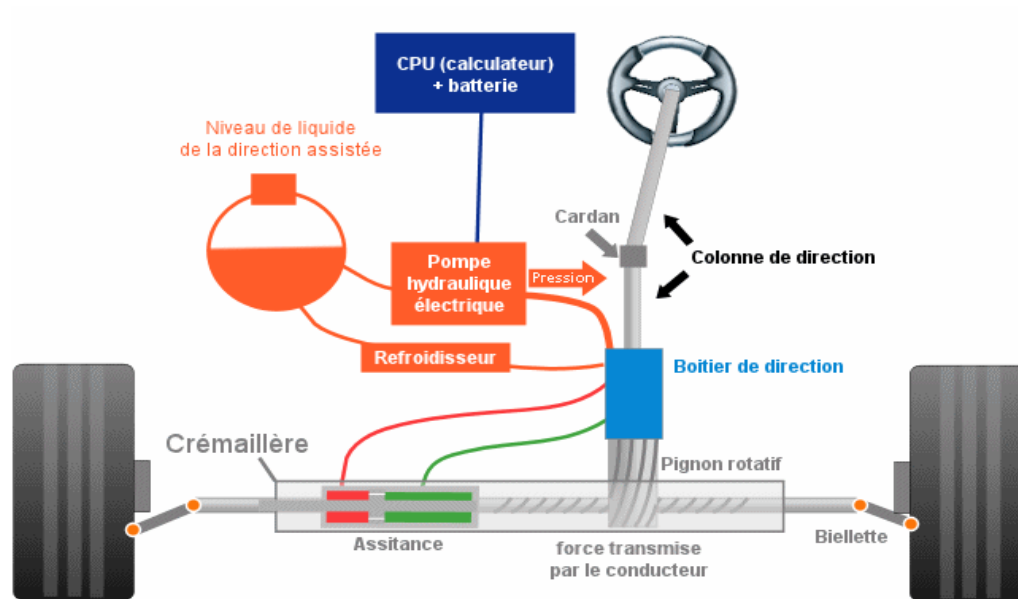 CPU (calculateur)
+ batterie
Niveau de liquide
de la direction assistée
Cardan
Colonne de direction
Pompe
hydraulique
électrique
Pression
Refroidisseur
Boitier de direction
Crémaillère
Pignon rotatif
Assitance
force transmise
par le conducteur
Biellette